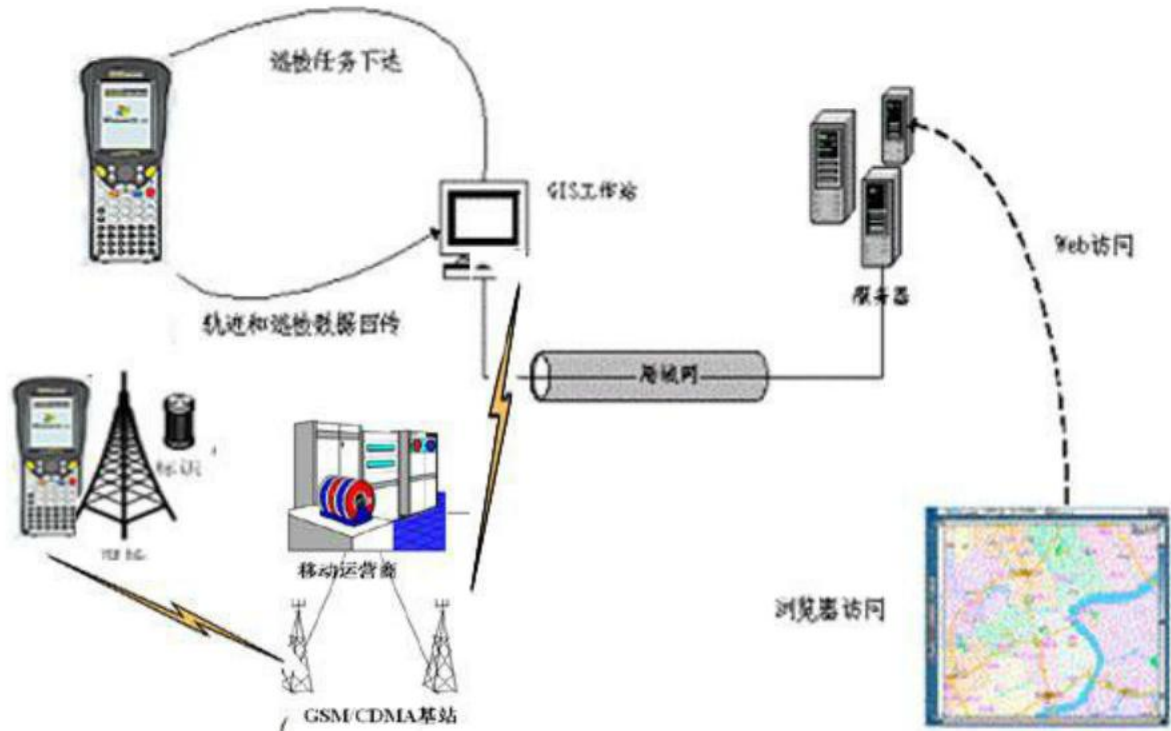 巡检任务下达
GIS工作站
Web访问
服务器
轨迹和巡检数据回传
局域网
移动运营商
浏览器访问
GSM/CDMA基站